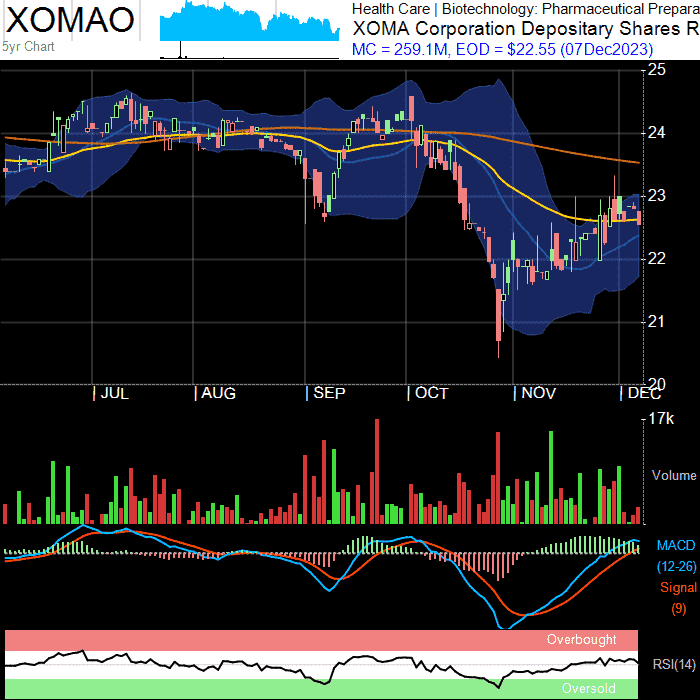 XOMAO
5yr Chart
Health Care | Biotechnology: Pharmaceutical Prepara
XOMA Corporation Depositary Shares R
MC = 259.1M, EOD = $22.55 (07Dec2023)
25
24
23
22
21
20
| JUL | AUG | SEP | OCT | NOV | DEC
17k
Volume
MACD
(12-26)
Signal
(9)
Overbought
RSI(14)
Oversold